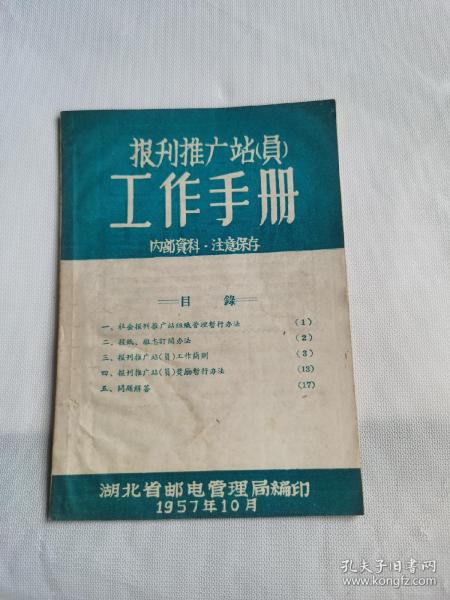 报刊推广站(員)
工作手册
內部資料·注意保存
目 錄
一、社会报刊推广站組織管理暫行办法 (1)
二、报紙、雜志訂閱办法 (2)
三、报刊推广站(員)工作簡則 (3)
四、报刊推广站(員)奬励暫行办法 (13)
五、問題解答 (17)
湖北省邮电管理局編印
1957年10月
孔夫子旧书网
www.kongfz.com